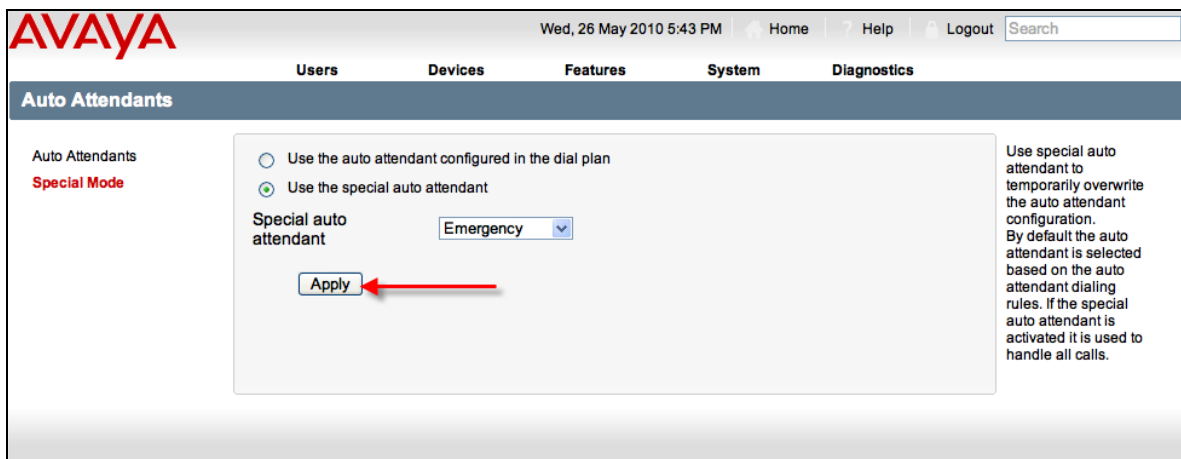 AVAYA
Wed, 26 May 2010 5:43 PM Home ? Help Logout Search
Users Devices Features System Diagnostics
Auto Attendants
Auto Attendants
Special Mode
Use the auto attendant configured in the dial plan
Use the special auto attendant
Special auto
attendant
Emergency
Apply
Use special auto
attendant to
temporarily overwrite
the auto attendant
configuration.
By default the auto
attendant is selected
based on the auto
attendant dialing
rules. If the special
auto attendant is
activated it is used to
handle all calls.